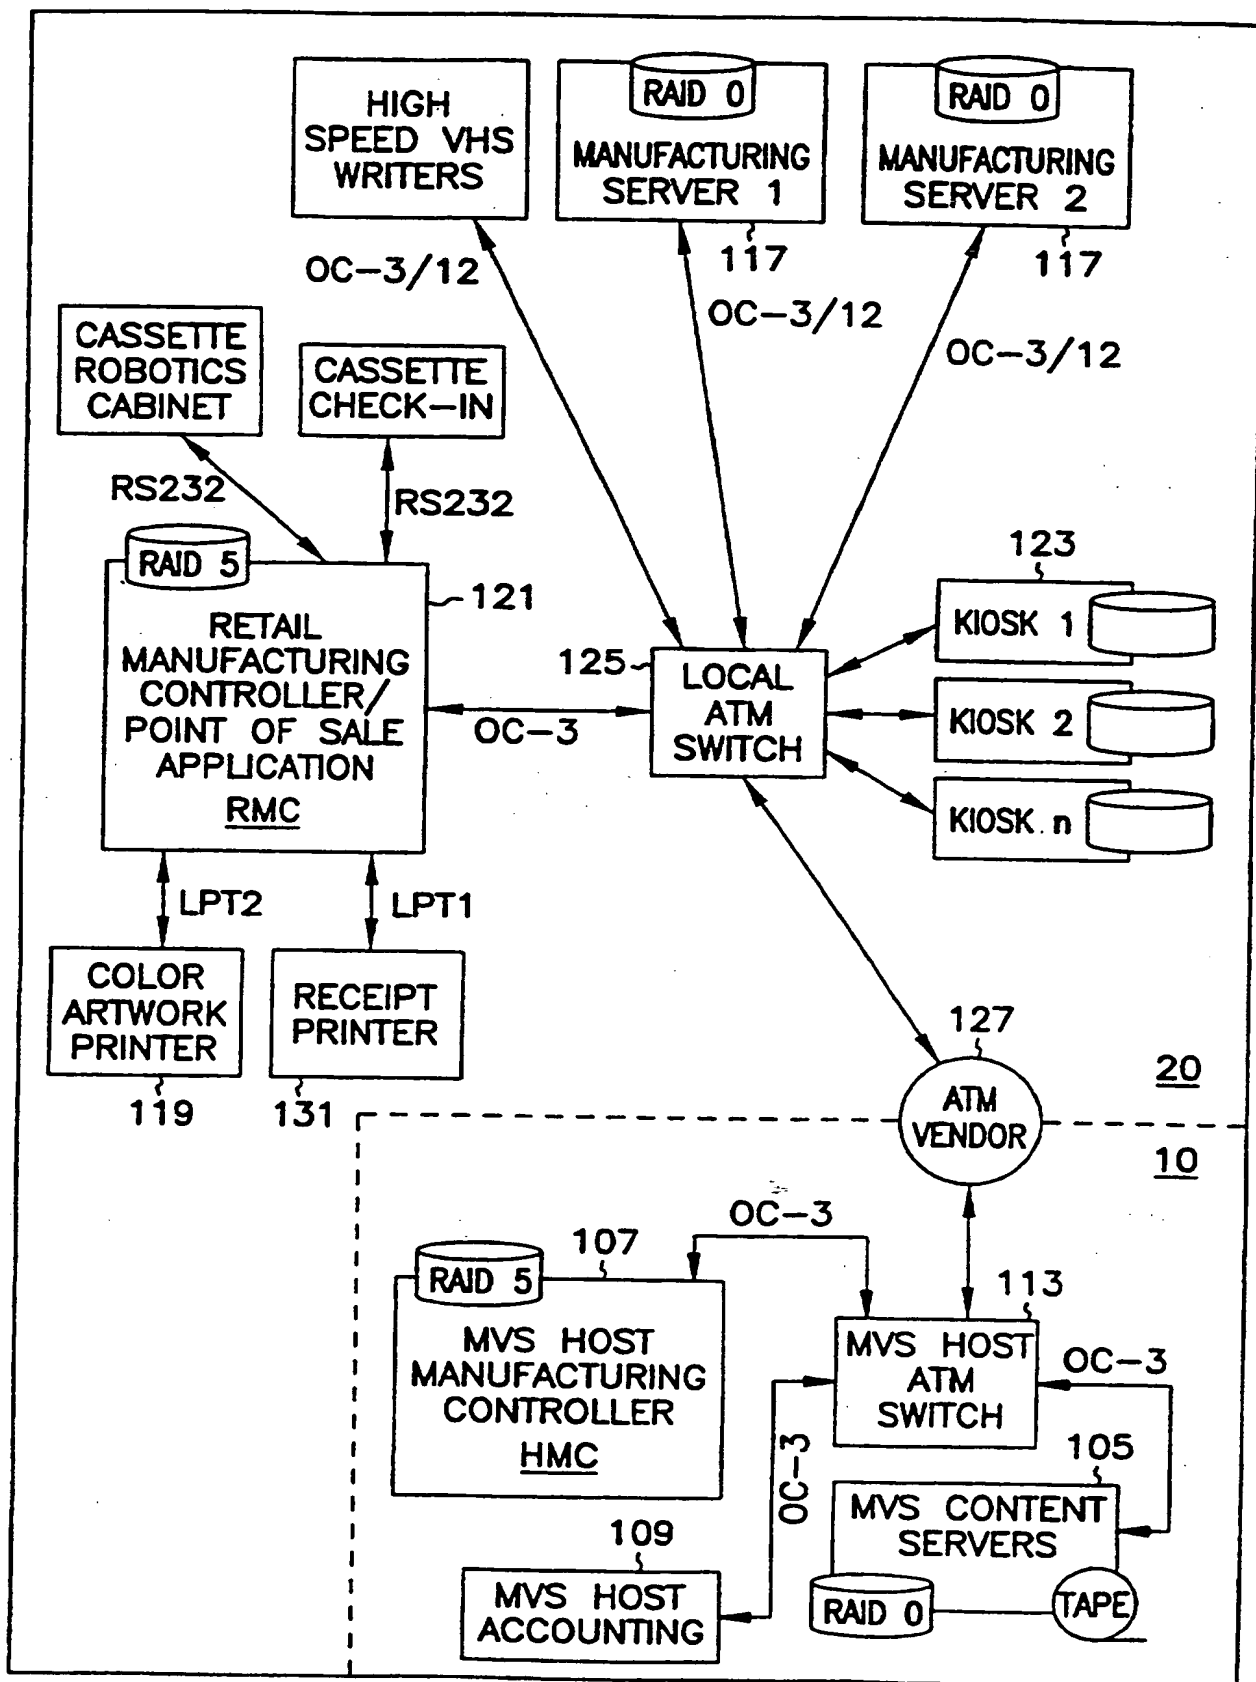 HIGH
SPEED VHS
WRITERS
RAID 0
MANUFACTURING
SERVER 1
RAID 0
MANUFACTURING
SERVER 2
117
117
OC-3/12
OC-3/12
OC-3/12
CASSETTE
ROBOTICS
CABINET
CASSETTE
CHECK-IN
RS232
RS232
RAID 5
121
RETAIL
MANUFACTURING
CONTROLLER/
POINT OF SALE
APPLICATION
RMC
OC-3
125
LOCAL
ATM
SWITCH
123
KIOSK 1
KIOSK 2
KIOSK n
LPT2
LPT1
COLOR
ARTWORK
PRINTER
119
RECEIPT
PRINTER
131
127
ATM
VENDOR
20
10
OC-3
107
RAID 5
MVS HOST
MANUFACTURING
CONTROLLER
HMC
113
MVS HOST
ATM
SWITCH
OC-3
OC-3
105
MVS CONTENT
SERVERS
RAID 0
TAPE
109
MVS HOST
ACCOUNTING